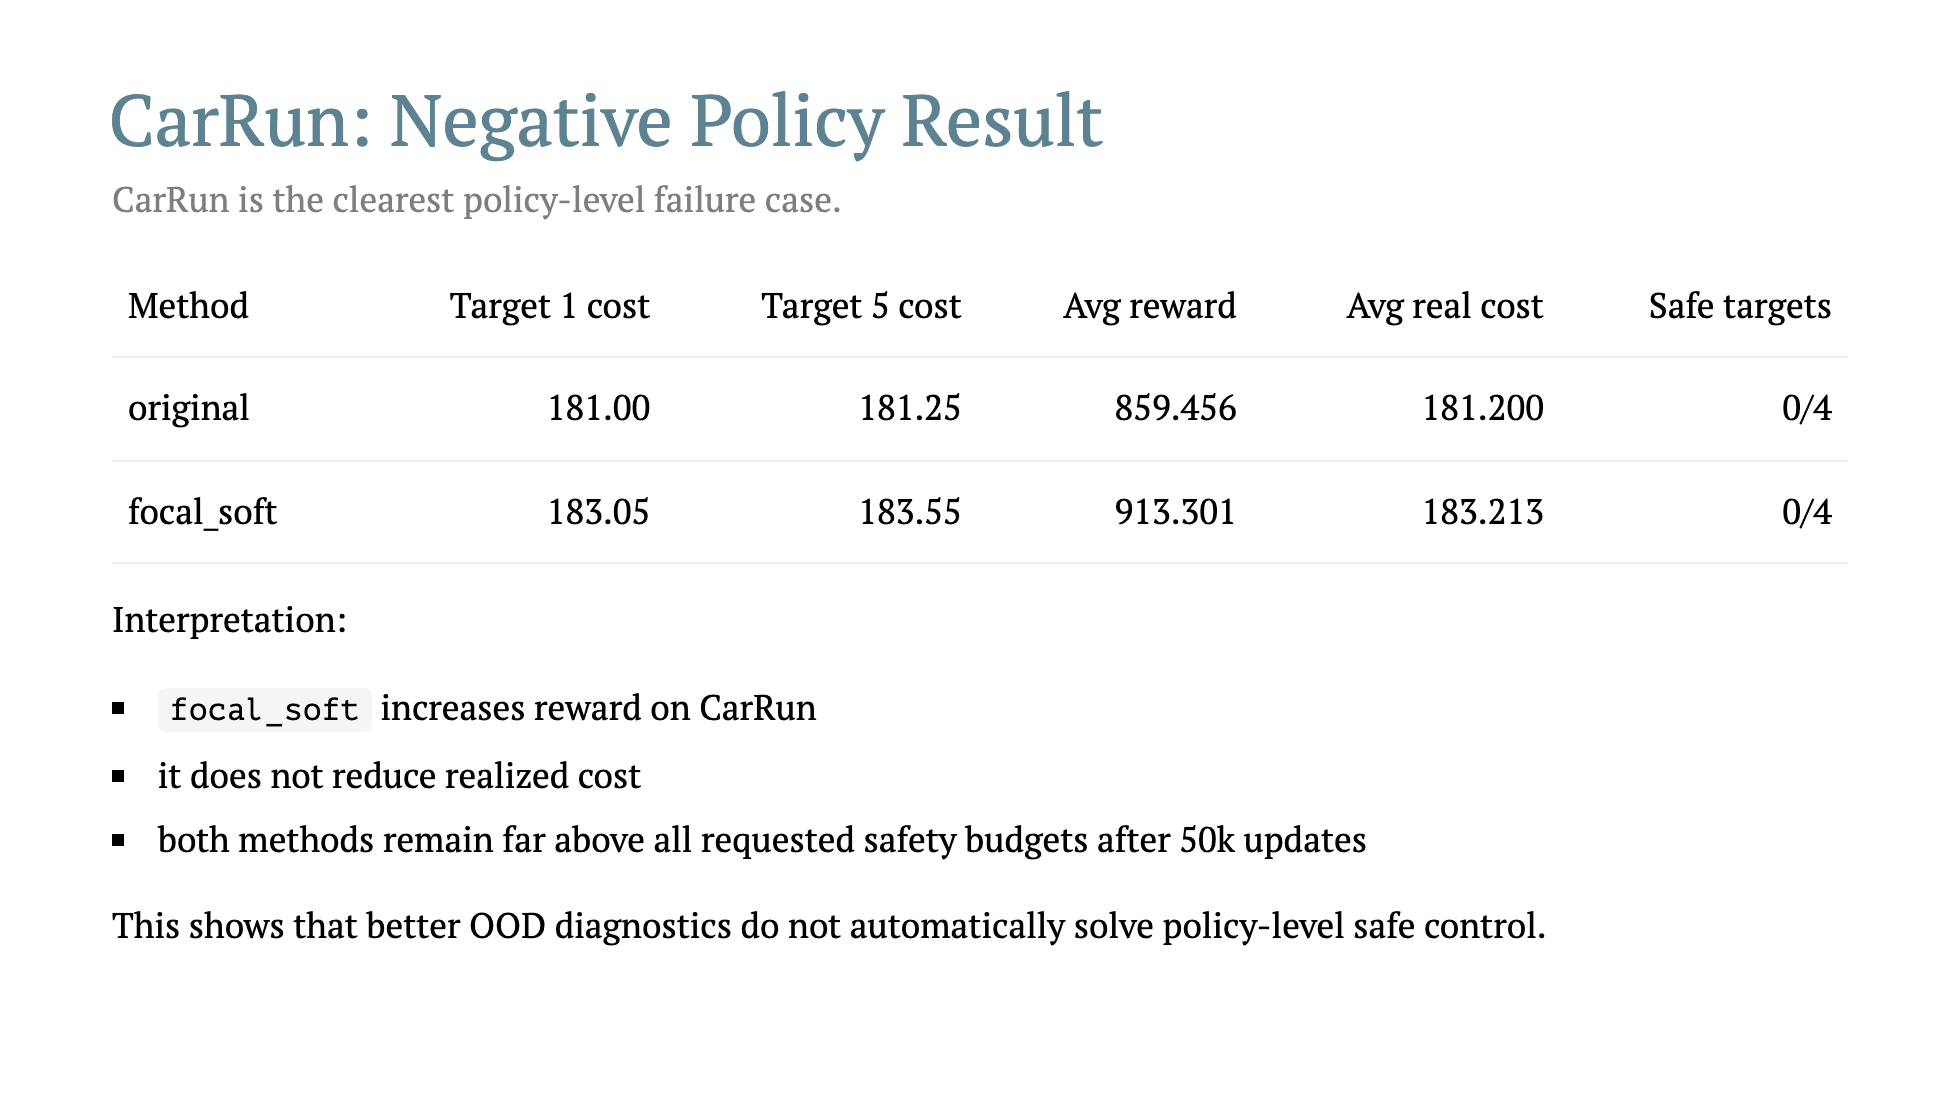 CarRun: Negative Policy Result
CarRun is the clearest policy-level failure case.
Method Target 1 cost Target 5 cost Avg reward Avg real cost Safe targets
original 181.00 181.25 859.456 181.200 0/4
focal_soft 183.05 183.55 913.301 183.213 0/4
Interpretation:
▪ focal_soft increases reward on CarRun
▪ it does not reduce realized cost
▪ both methods remain far above all requested safety budgets after 50k updates
This shows that better OOD diagnostics do not automatically solve policy-level safe control.